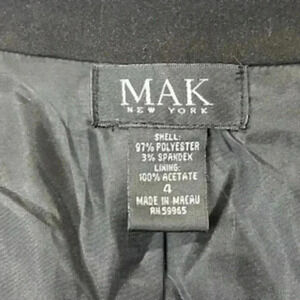 MAK
NEW YORK
SHELL:
97% POLYESTER
3% SPANDEX
LINING:
100% ACETATE
4
MADE IN MACAU
RN 59965